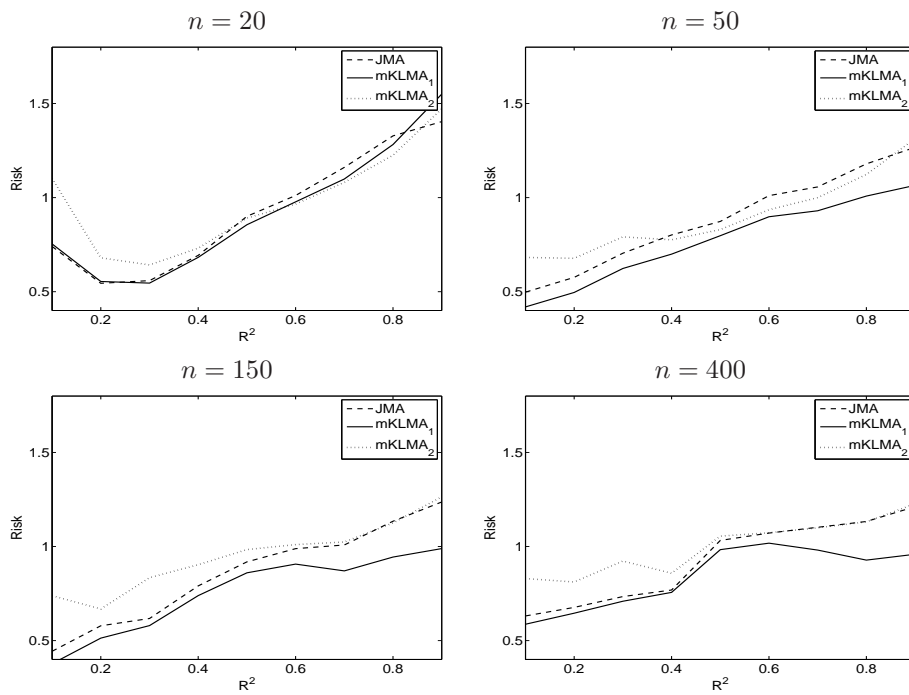 n = 20
JMA
mKLMA1
mKLMA2
Risk
1.5
1
0.5
0.2 0.4 0.6 0.8
R2
n = 50
JMA
mKLMA1
mKLMA2
Risk
1.5
1
0.5
0.2 0.4 0.6 0.8
R2
n = 150
JMA
mKLMA1
mKLMA2
Risk
1.5
1
0.5
0.2 0.4 0.6 0.8
R2
n = 400
JMA
mKLMA1
mKLMA2
Risk
1.5
1
0.5
0.2 0.4 0.6 0.8
R2